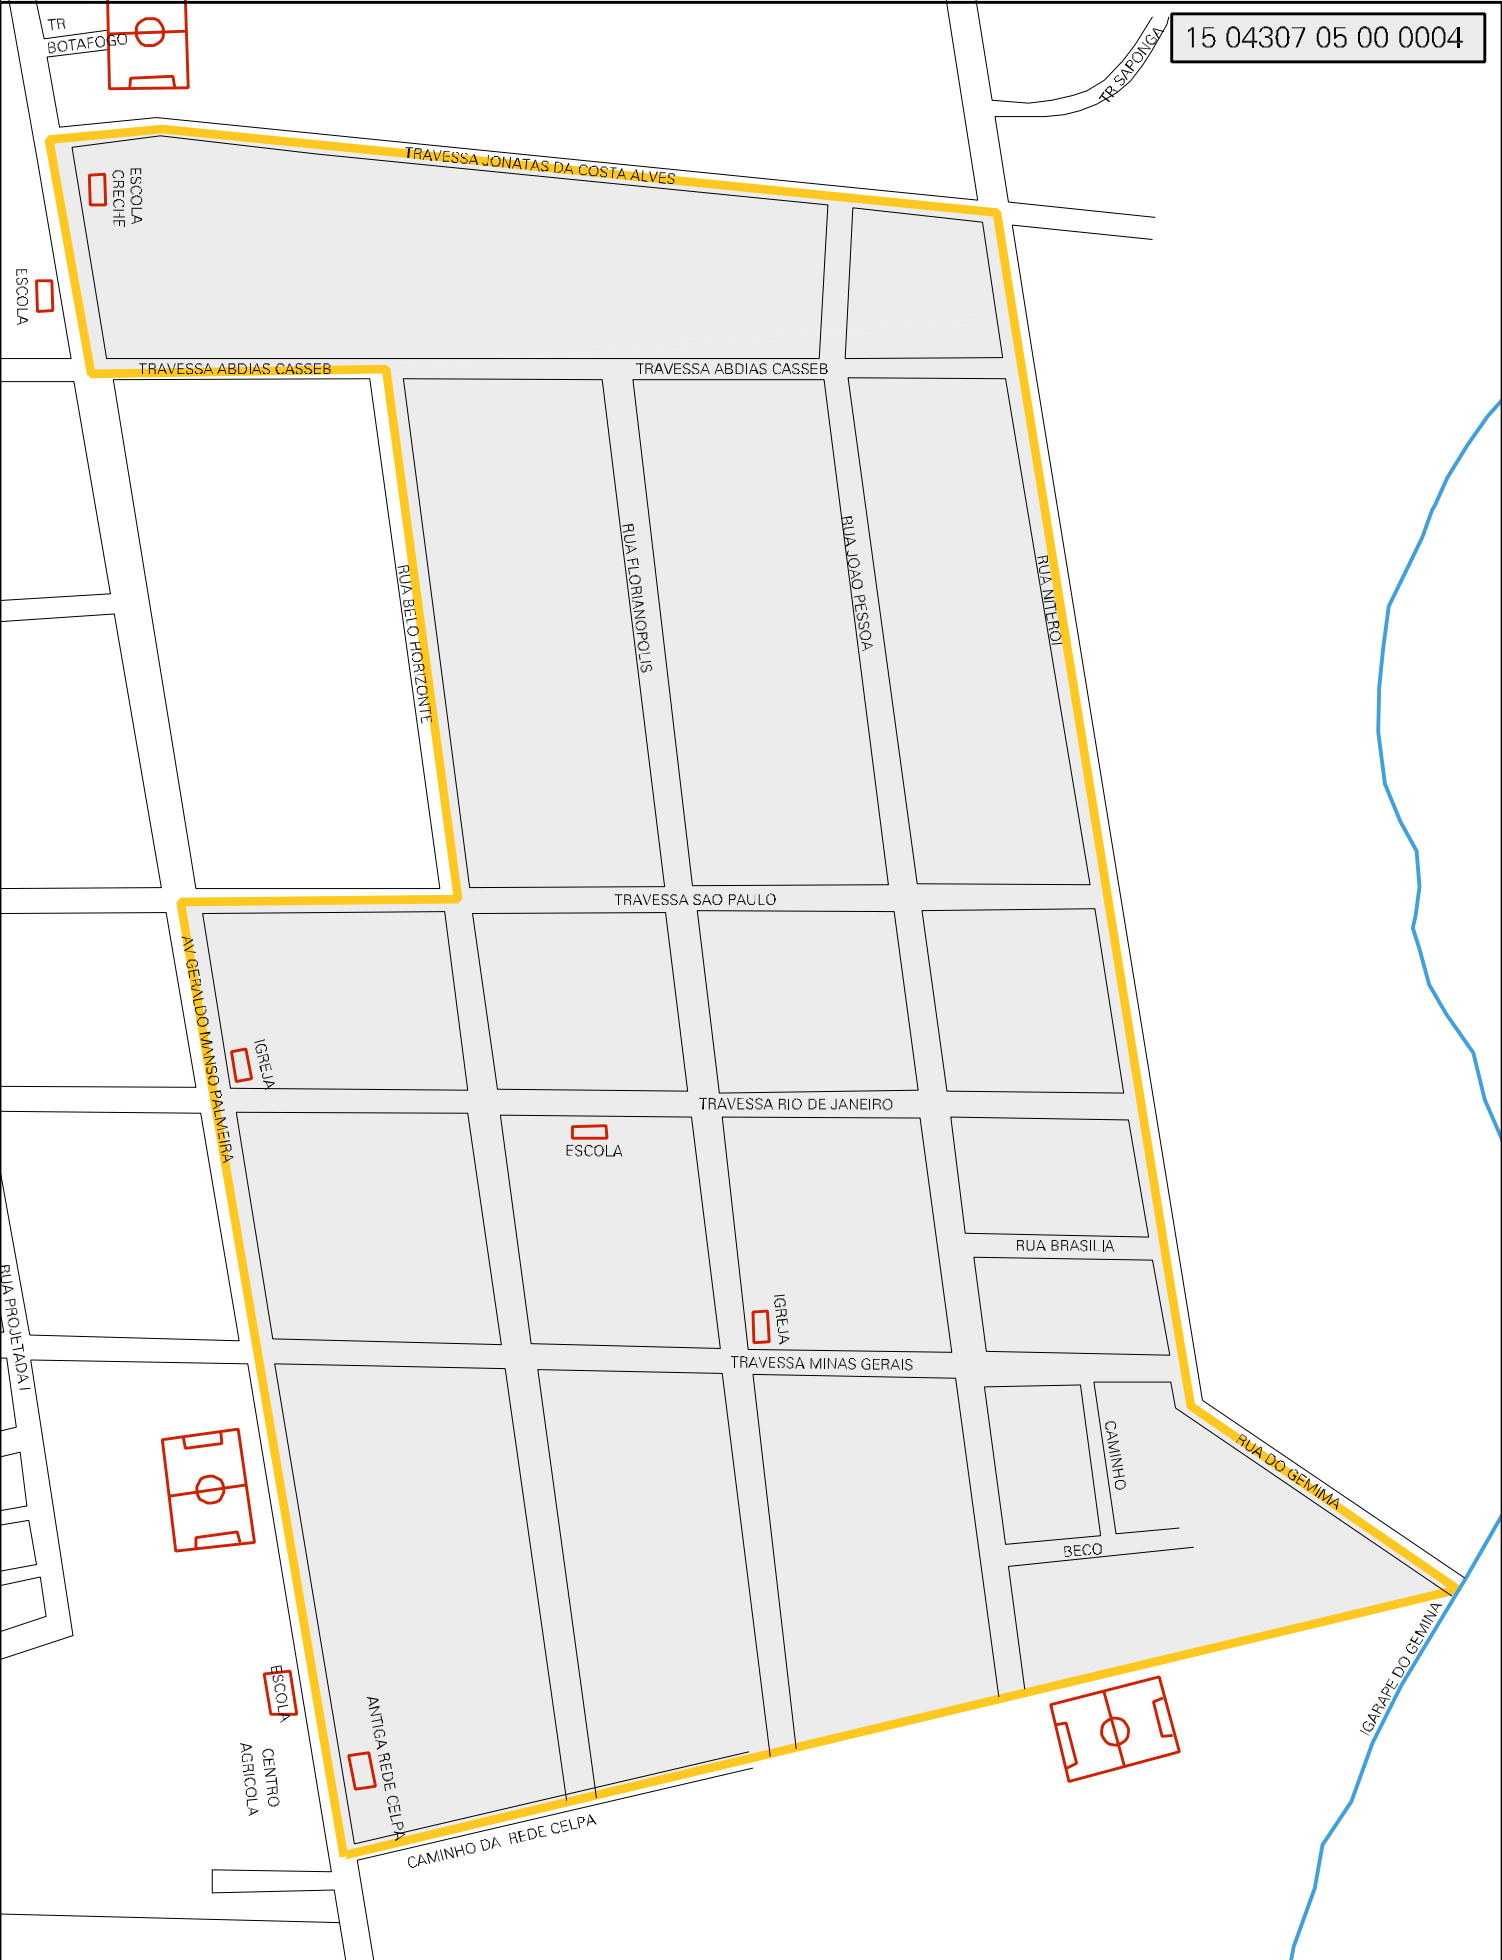 TR
BOTAFOGO
15 04307 05 00 0004
TR SAPONGA
TRAVESSA JONATAS DA COSTA ALVES
ESCOLA
CRECHE
ESCOLA
TRAVESSA ABDIAS CASSEB
TRAVESSA ABDIAS CASSEB
RUA BELO HORIZONTE
RUA FLORIANOPOLIS
RUA JOAO PESSOA
RUA NITEROI
TRAVESSA SAO PAULO
AV GERALDO MANSO PALMEIRA
IGREJA
TRAVESSA RIO DE JANEIRO
ESCOLA
RUA BRASILIA
RUA PROJETADA I
IGREJA
TRAVESSA MINAS GERAIS
CAMINHO
RUA DO GEMIMA
BECO
IGARAPE DO GEMINA
ESCOLA
ANTIGA REDE CELPA
CENTRO
AGRICOLA
CAMINHO DA REDE CELPA